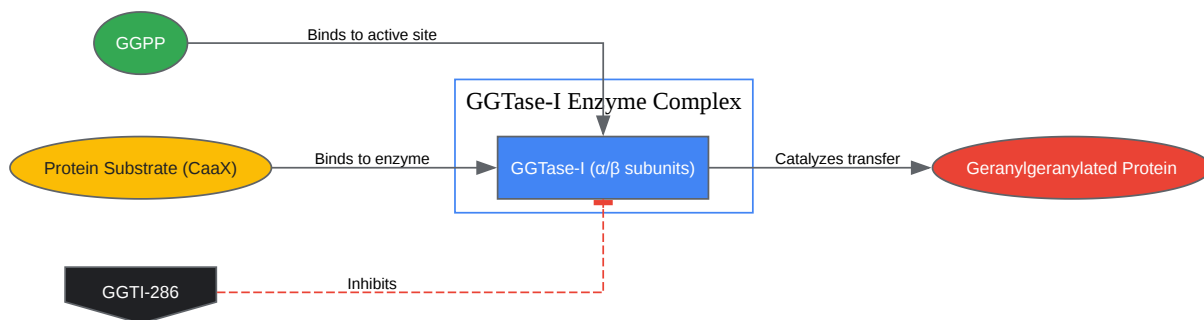 GGPP
Binds to active site
GGTase-I Enzyme Complex
Protein Substrate (CaaX)
Binds to enzyme
GGTase-I (α/β subunits)
Catalyzes transfer
Geranylgeranylated Protein
GGTI-286
Inhibits